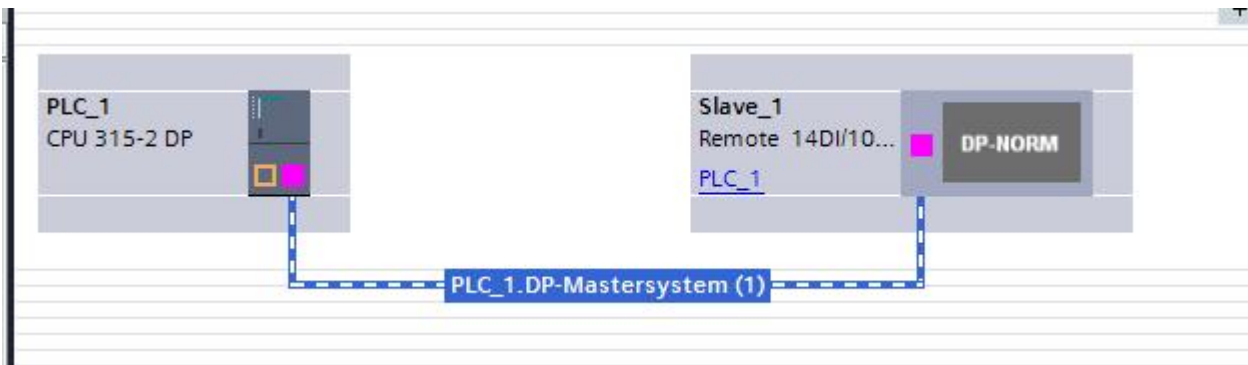 PLC_1
CPU 315-2 DP
Slave_1
Remote 14DI/10...
PLC_1
DP-NORM
PLC_1.DP-Mastersystem (1)